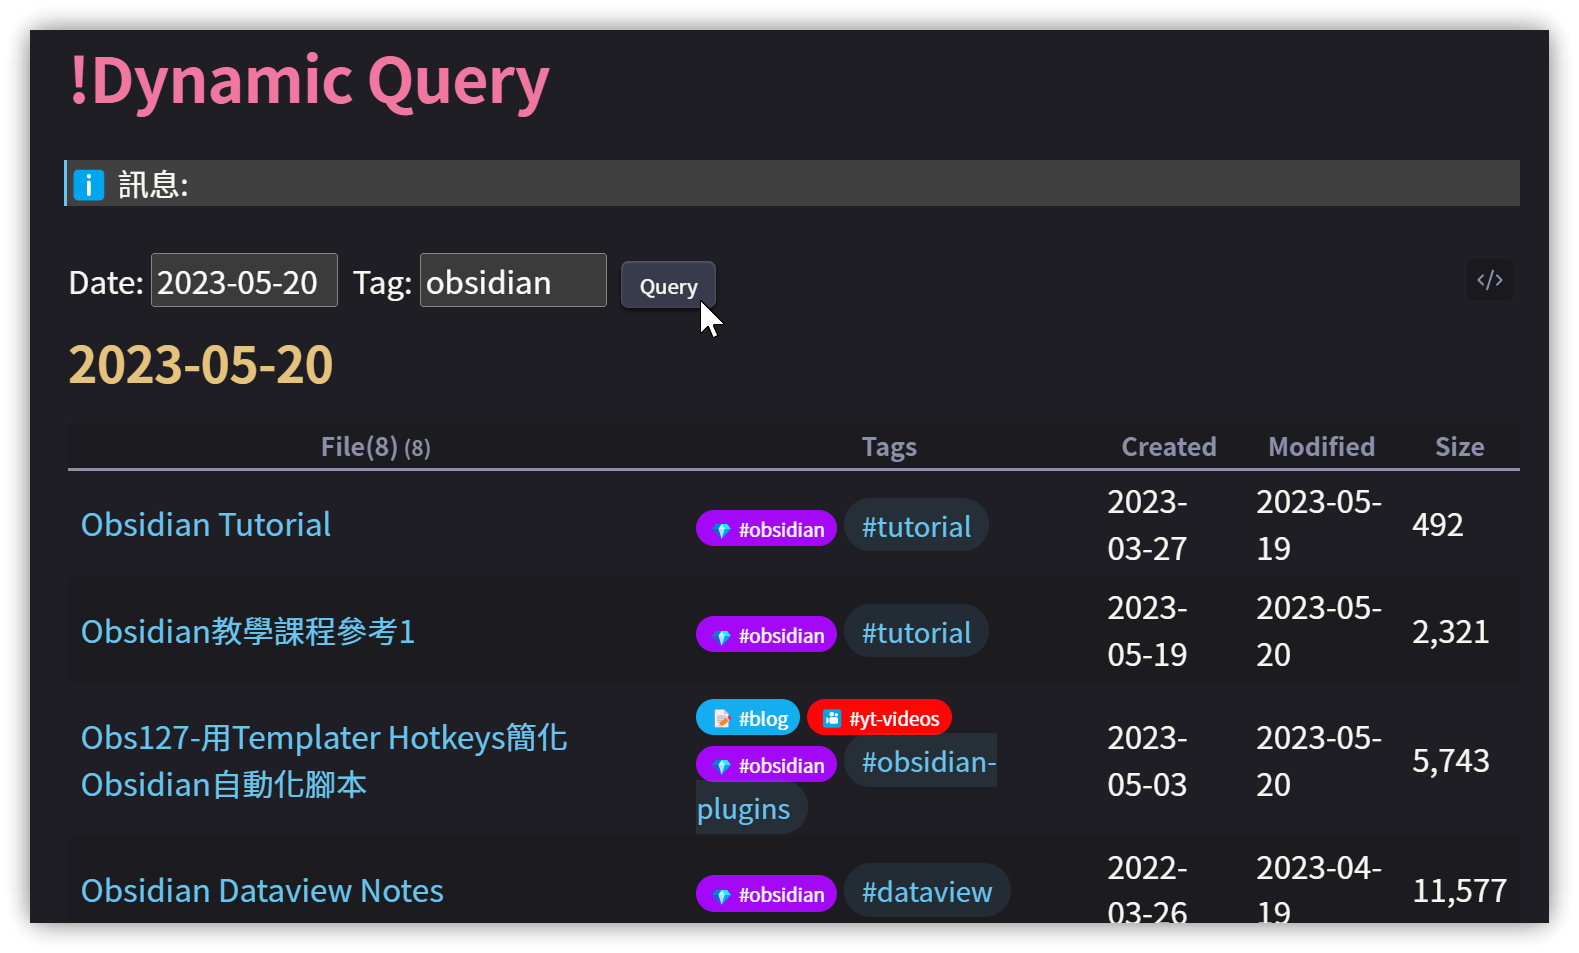 !Dynamic Query
訊息:
Date: 2023-05-20 Tag: obsidian Query </>
2023-05-20
File(8) (8) Tags Created Modified Size
Obsidian Tutorial #obsidian #tutorial 2023-03-27 2023-05-19 492
Obsidian教學課程參考1 #obsidian #tutorial 2023-05-19 2023-05-20 2,321
Obs127-用Templater Hotkeys簡化
Obsidian自動化腳本 #blog #yt-videos
#obsidian #obsidian-plugins 2023-05-03 2023-05-20 5,743
Obsidian Dataview Notes #obsidian #dataview 2022-03-26 2023-04-19 11,577